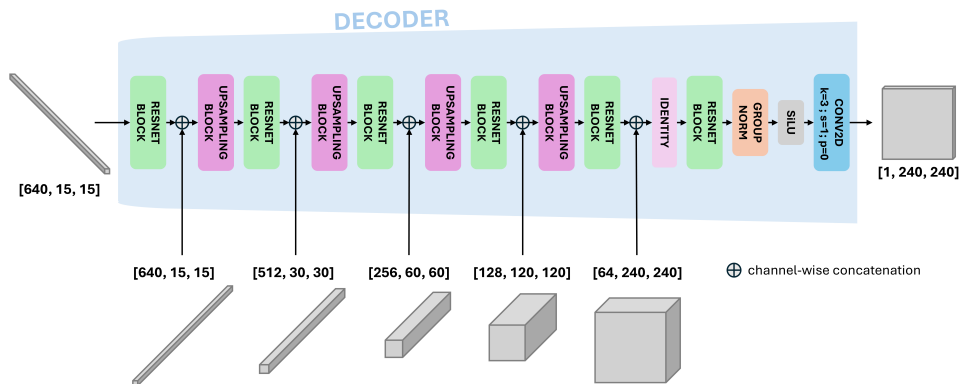 DECODER
RESNET
BLOCK
UPSAMPLING
BLOCK
RESNET
BLOCK
UPSAMPLING
BLOCK
RESNET
BLOCK
UPSAMPLING
BLOCK
RESNET
BLOCK
UPSAMPLING
BLOCK
RESNET
BLOCK
IDENTITY
RESNET
BLOCK
GROUP
NORM
SILU
CONV2D
k=3 ; s=1 ; p=0
[640, 15, 15]
[1, 240, 240]
[640, 15, 15]
[512, 30, 30]
[256, 60, 60]
[128, 120, 120]
[64, 240, 240]
channel-wise concatenation